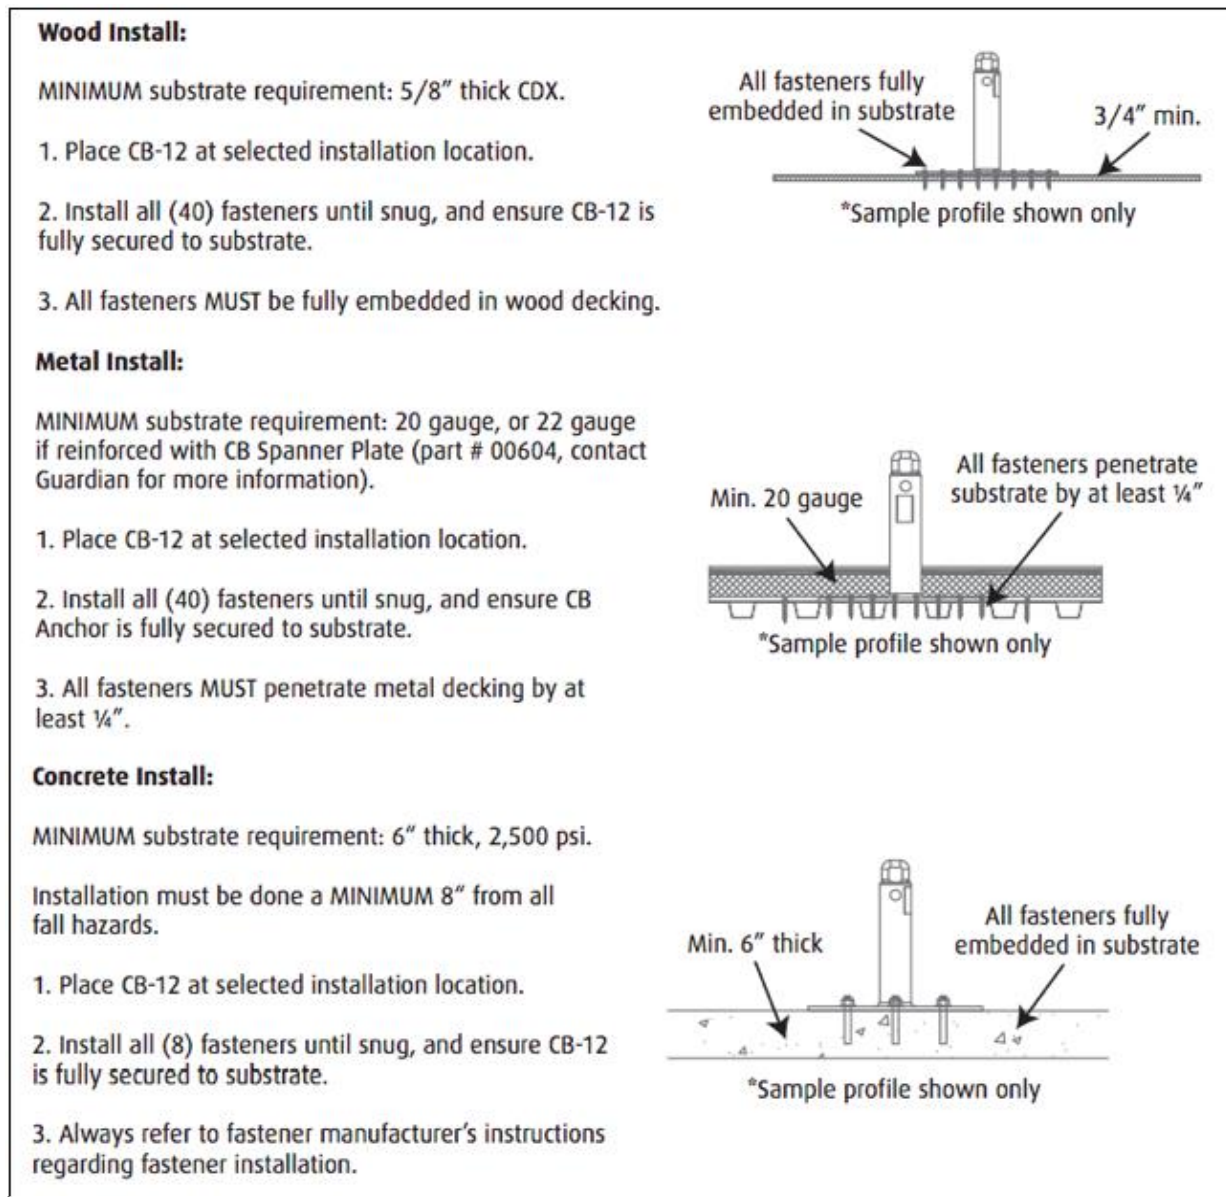 Wood Install:
MINIMUM substrate requirement: 5/8" thick CDX.
1. Place CB-12 at selected installation location.
2. Install all (40) fasteners until snug, and ensure CB-12 is
fully secured to substrate.
3. All fasteners MUST be fully embedded in wood decking.
All fasteners fully
embedded in substrate
3/4" min.
*Sample profile shown only
Metal Install:
MINIMUM substrate requirement: 20 gauge, or 22 gauge
if reinforced with CB Spanner Plate (part # 00604, contact
Guardian for more information).
1. Place CB-12 at selected installation location.
2. Install all (40) fasteners until snug, and ensure CB
Anchor is fully secured to substrate.
3. All fasteners MUST penetrate metal decking by at
least ¼".
Min. 20 gauge
All fasteners penetrate
substrate by at least ¼"
*Sample profile shown only
Concrete Install:
MINIMUM substrate requirement: 6" thick, 2,500 psi.
Installation must be done a MINIMUM 8" from all
fall hazards.
1. Place CB-12 at selected installation location.
2. Install all (8) fasteners until snug, and ensure CB-12
is fully secured to substrate.
3. Always refer to fastener manufacturer's instructions
regarding fastener installation.
Min. 6" thick
All fasteners fully
embedded in substrate
*Sample profile shown only